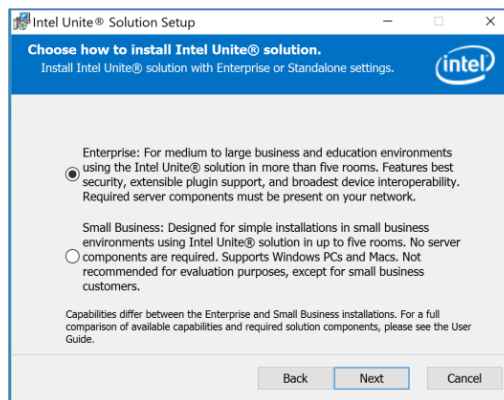 Intel Unite® Solution Setup
Choose how to install Intel Unite® solution.
Install Intel Unite® solution with Enterprise or Standalone settings.
intel
Enterprise: For medium to large business and education environments
using the Intel Unite® solution in more than five rooms. Features best
security, extensible plugin support, and broadest device interoperability.
Required server components must be present on your network.
Small Business: Designed for simple installations in small business
environments using Intel Unite® solution in up to five rooms. No server
components are required. Supports Windows PCs and Macs. Not
recommended for evaluation purposes, except for small business
customers.
Capabilities differ between the Enterprise and Small Business installations. For a full
comparison of available capabilities and required solution components, please see the User
Guide.
Back Next Cancel